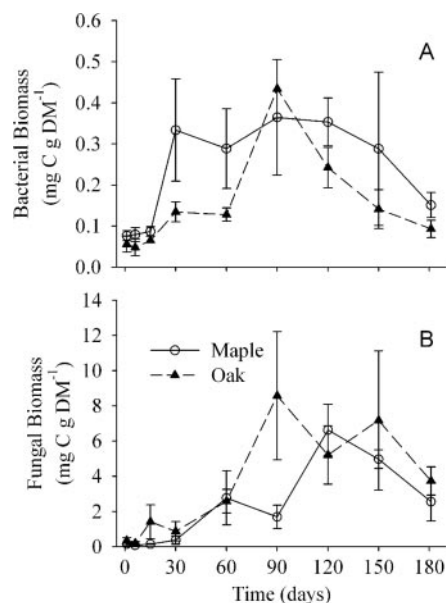 A
Bacterial Biomass
(mg C g DM⁻¹)
0.6
0.5
0.4
0.3
0.2
0.1
0.0
B
Maple
Oak
Fungal Biomass
(mg C g DM⁻¹)
14
12
10
8
6
4
2
0
0 30 60 90 120 150 180
Time (days)